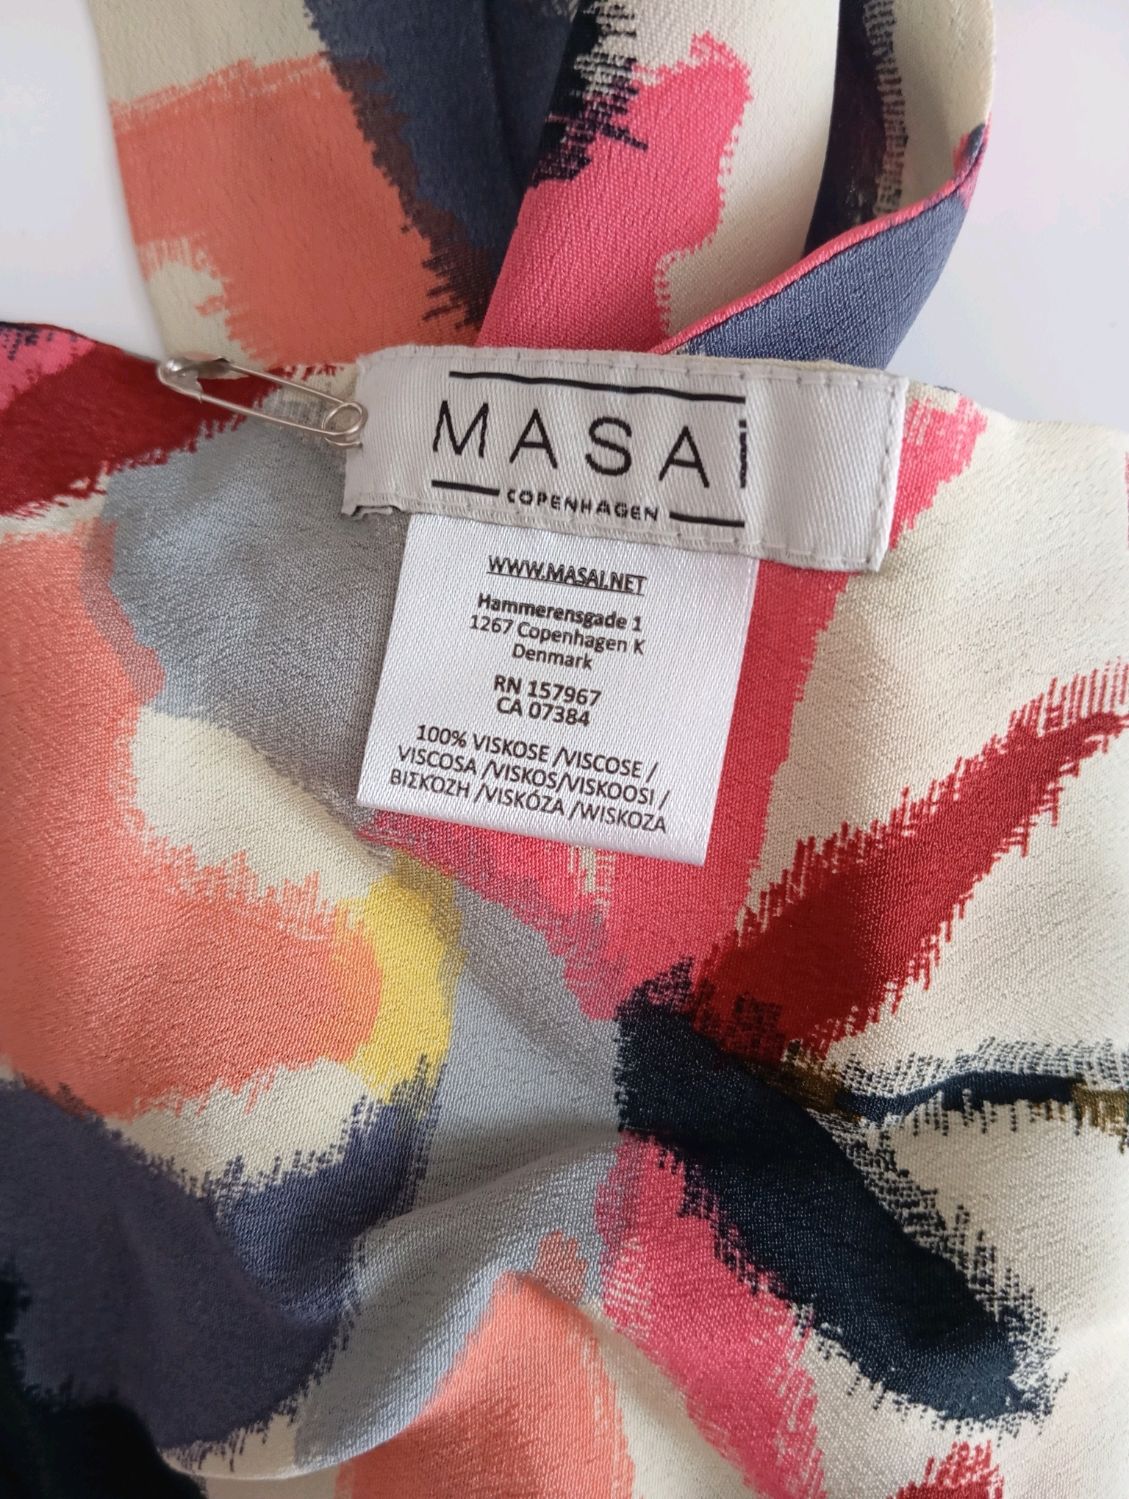 MASAI
COPENHAGEN
WWW.MASAI.NET
Hammerensgade 1
1267 Copenhagen K
Denmark
RN 157967
CA 07384
100% VISKOSE /VISCOSE /
VISCOSA /VISKOS/VISKOOSI /
ΒΙΣΚΟΖΗ /VISKÓZA /WISKOZA